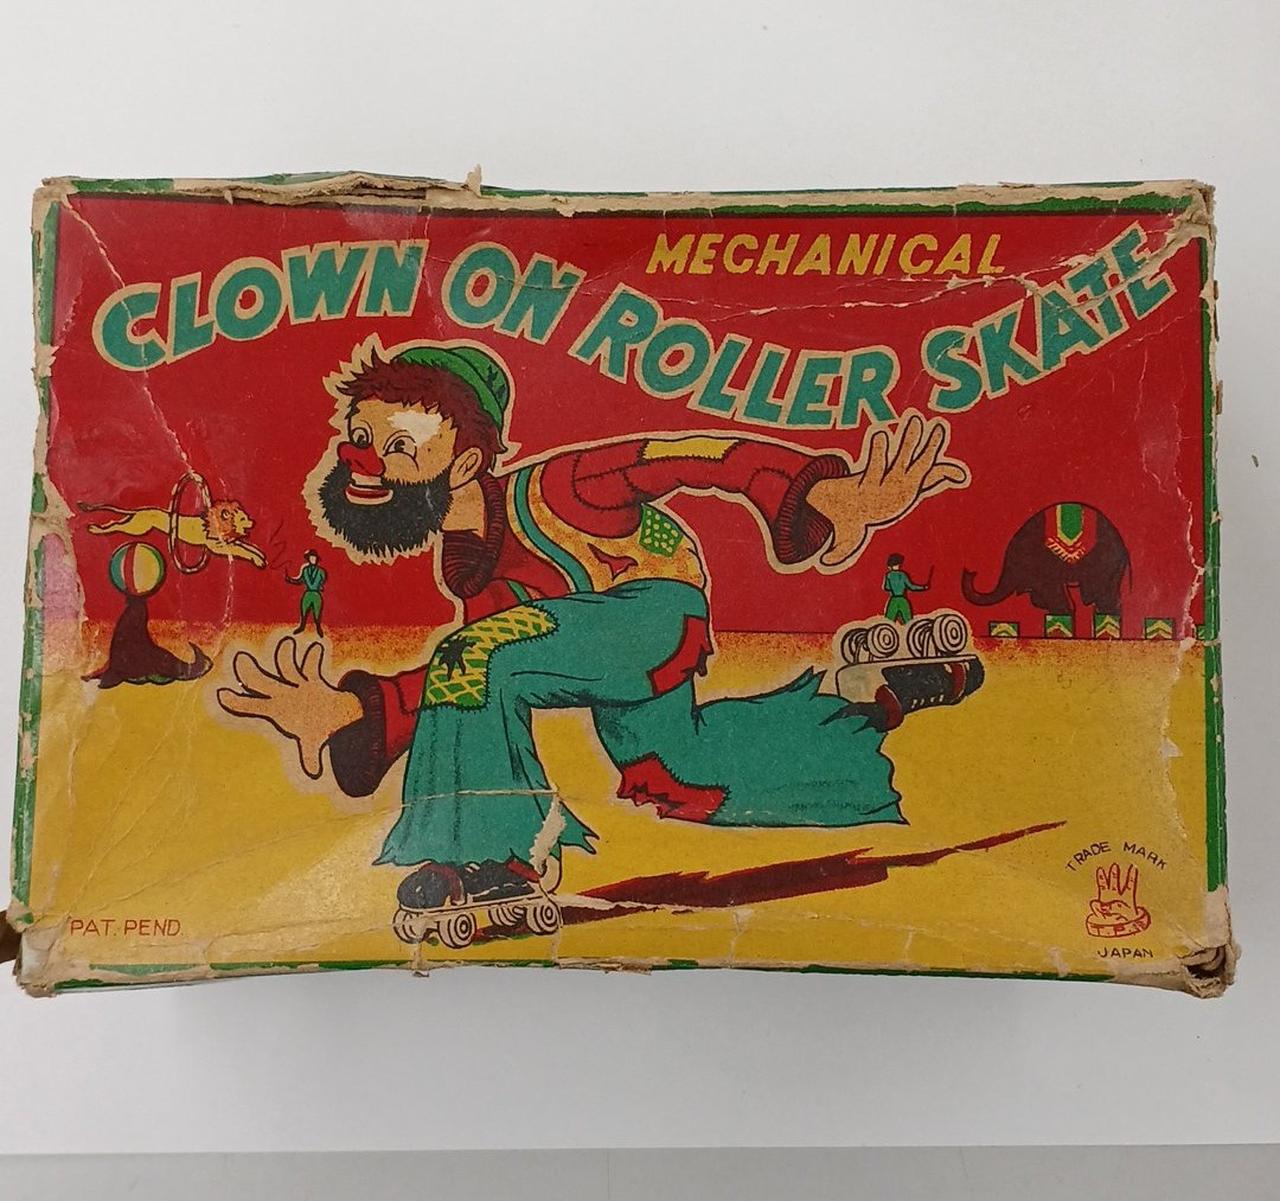 MECHANICAL
CLOWN ON ROLLER SKATE
PAT. PEND.
TRADE MARK
T.P.S
JAPAN